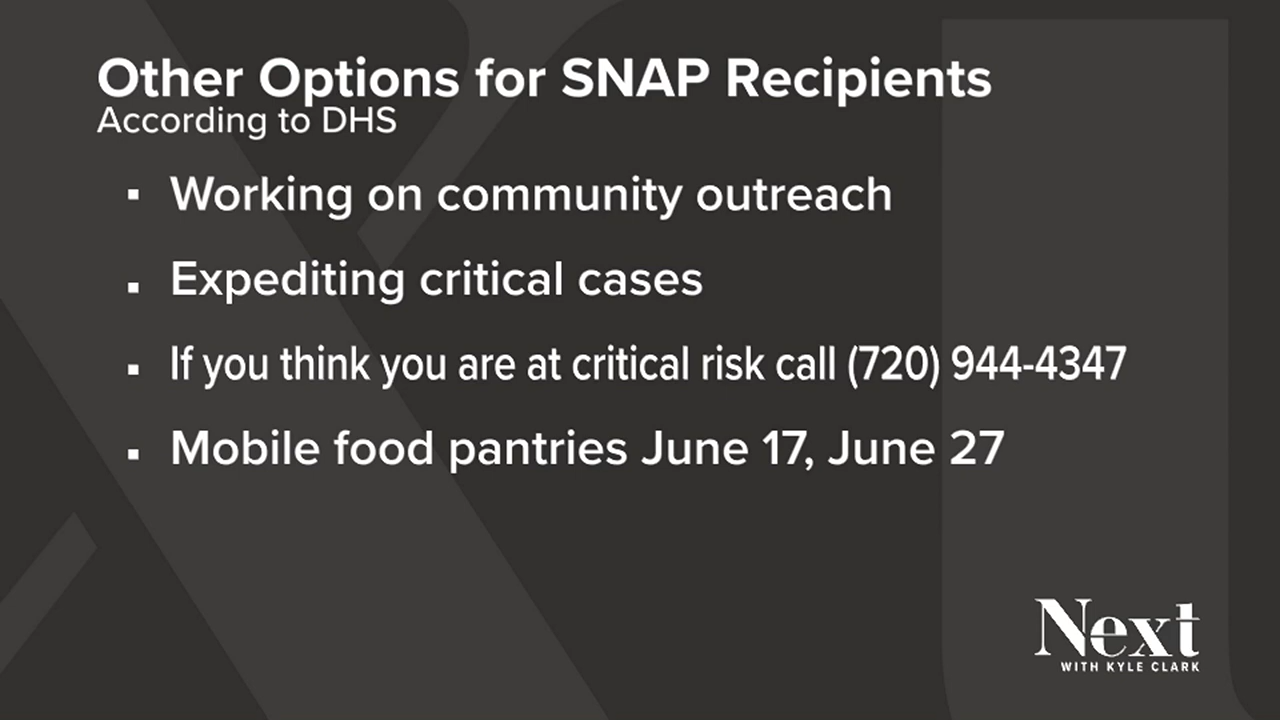 Other Options for SNAP Recipients
According to DHS
▪ Working on community outreach
▪ Expediting critical cases
▪ If you think you are at critical risk call (720) 944-4347
▪ Mobile food pantries June 17, June 27
Next
WITH KYLE CLARK